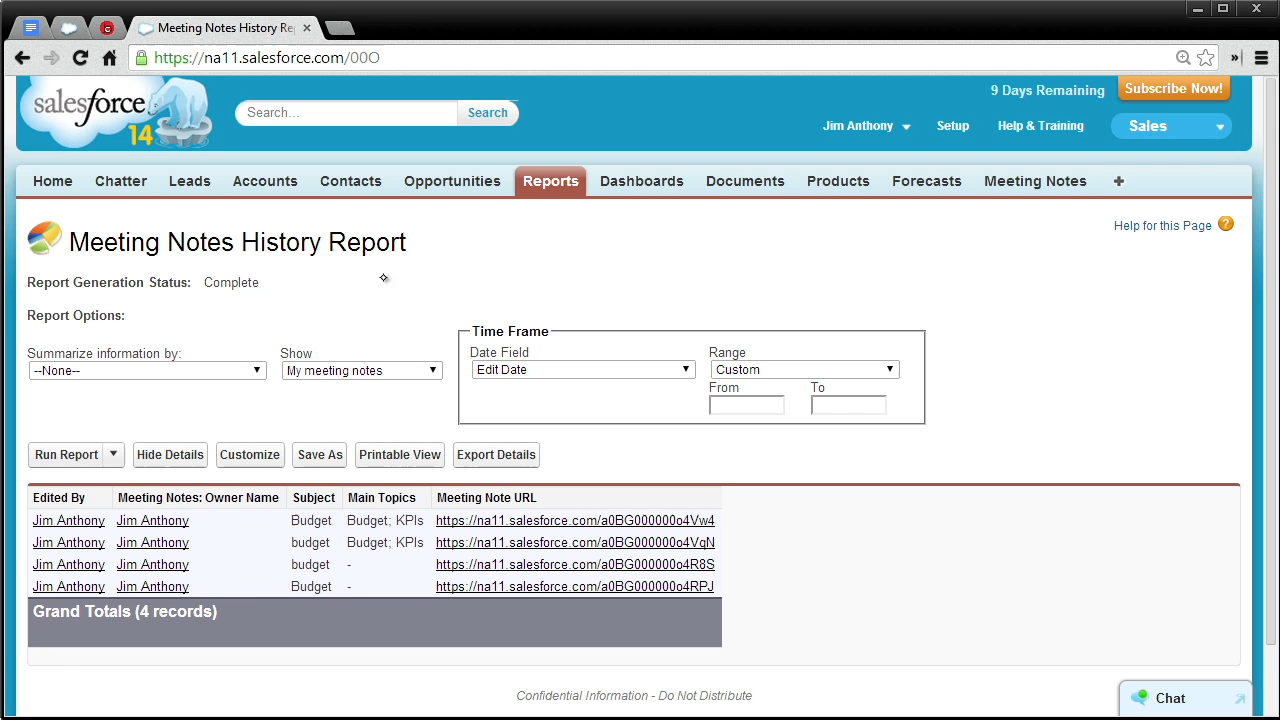 Meeting Notes History Re
https://na11.salesforce.com/00O
salesforce
14
Search...
Search
9 Days Remaining
Subscribe Now!
Jim Anthony
Setup
Help & Training
Sales
Home Chatter Leads Accounts Contacts Opportunities Reports Dashboards Documents Products Forecasts Meeting Notes +
Help for this Page ?
Meeting Notes History Report
Report Generation Status: Complete
Report Options:
Time Frame
Summarize information by: Show Date Field Range
--None-- My meeting notes Edit Date Custom
From To
Run Report Hide Details Customize Save As Printable View Export Details
Edited By Meeting Notes: Owner Name Subject Main Topics Meeting Note URL
Jim Anthony Jim Anthony Budget Budget; KPIs https://na11.salesforce.com/a0BG000000o4Vw4
Jim Anthony Jim Anthony budget Budget; KPIs https://na11.salesforce.com/a0BG000000o4VqN
Jim Anthony Jim Anthony budget - https://na11.salesforce.com/a0BG000000o4R8S
Jim Anthony Jim Anthony Budget - https://na11.salesforce.com/a0BG000000o4RPJ
Grand Totals (4 records)
Confidential Information - Do Not Distribute
Chat